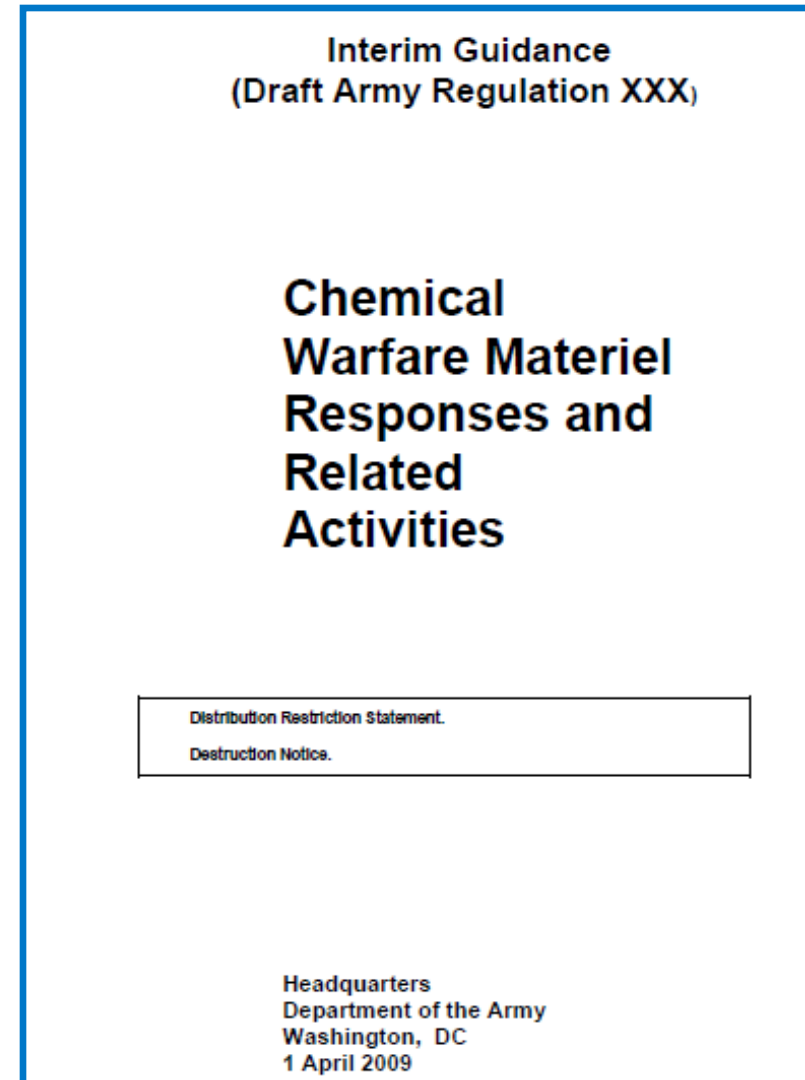 Interim Guidance
(Draft Army Regulation XXX)
Chemical
Warfare Materiel
Responses and
Related
Activities
Distribution Restriction Statement.
Destruction Notice.
Headquarters
Department of the Army
Washington, DC
1 April 2009